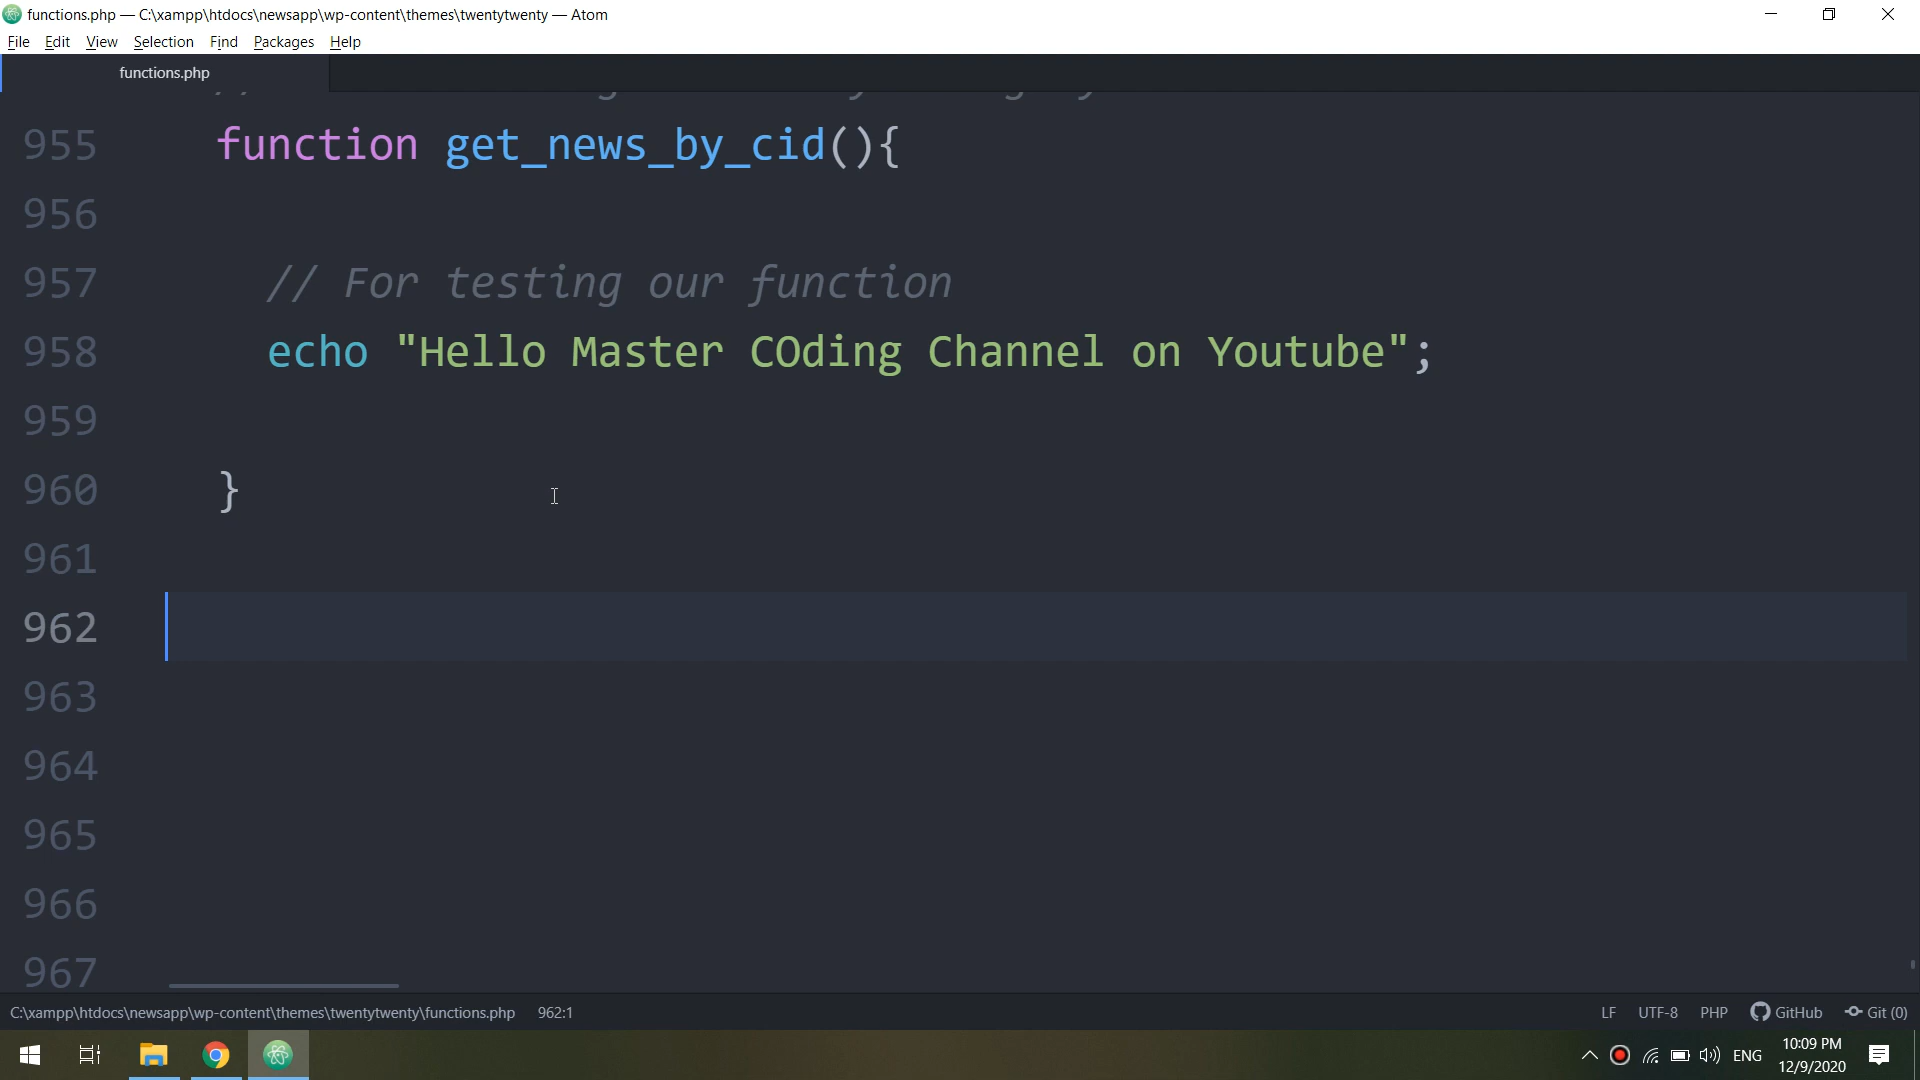 functions.php — C:\xampp\htdocs\newsapp\wp-content\themes\twentytwenty — Atom
File Edit View Selection Find Packages Help
functions.php
955 function get_news_by_cid(){
956
957 // For testing our function
958 echo "Hello Master COding Channel on Youtube";
959
960 }
961
962
963
964
965
966
967
C:\xampp\htdocs\newsapp\wp-content\themes\twentytwenty\functions.php 962:1 LF UTF-8 PHP GitHub Git (0)
ENG 10:09 PM
12/9/2020